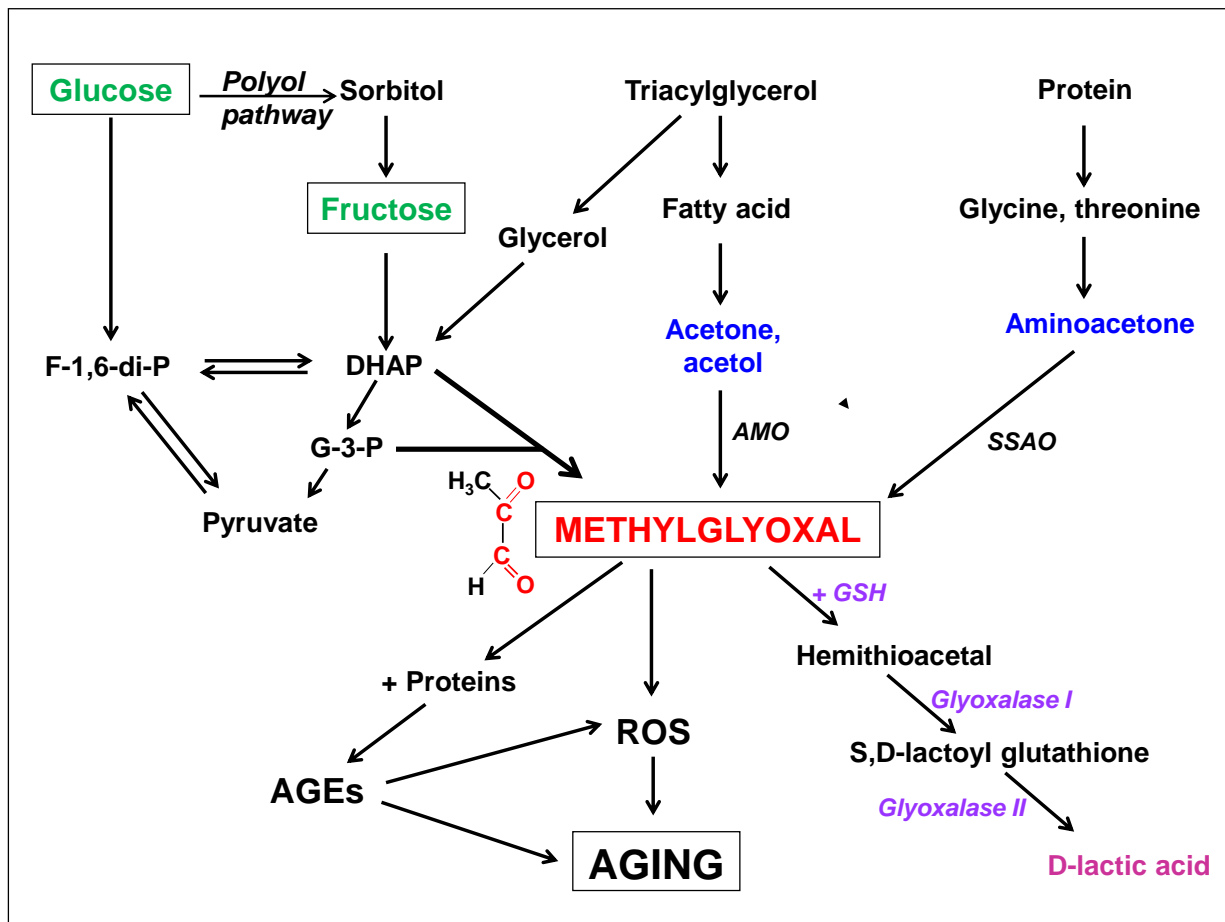 Glucose
Polyol
pathway
Sorbitol
Triacylglycerol
Protein
Fructose
Glycerol
Fatty acid
Glycine, threonine
F-1,6-di-P
DHAP
Acetone,
acetol
Aminoacetone
G-3-P
AMO
SSAO
Pyruvate
H3C
O
C
C
H
O
METHYLGLYOXAL
+ GSH
+ Proteins
Hemithioacetal
Glyoxalase I
ROS
S,D-lactoyl glutathione
AGEs
Glyoxalase II
AGING
D-lactic acid